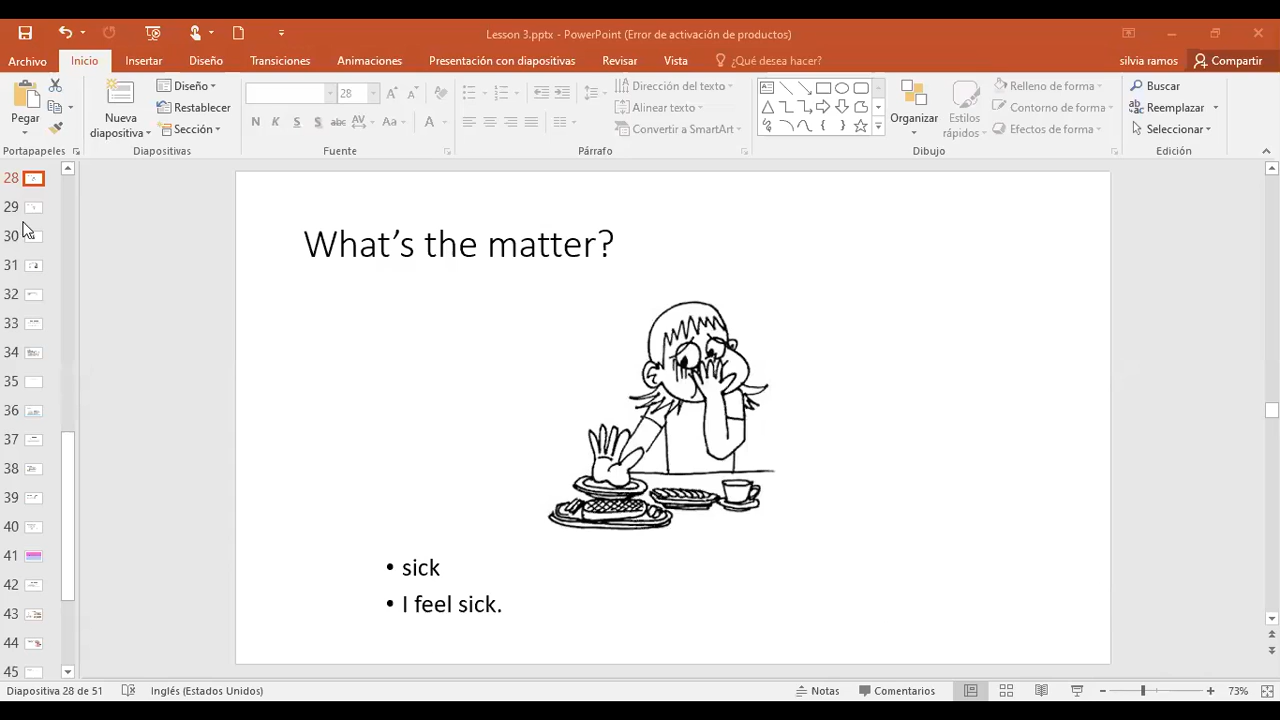 Lesson 3.pptx - PowerPoint (Error de activación de productos)
Archivo Inicio Insertar Diseño Transiciones Animaciones Presentación con diapositivas Revisar Vista ¿Qué desea hacer? silvia ramos Compartir
Pegar
Nueva diapositiva
Diseño
Restablecer
Sección
28
N K S S abc AV Aa A
Dirección del texto
Alinear texto
Convertir a SmartArt
Organizar
Estilos rápidos
Relleno de forma
Contorno de forma
Efectos de forma
Buscar
Reemplazar
Seleccionar
Portapapeles Diapositivas Fuente Párrafo Dibujo Edición
28
29
30
31
32
33
34
35
36
37
38
39
40
41
42
43
44
45
What's the matter?
• sick
• I feel sick.
Diapositiva 28 de 51 Inglés (Estados Unidos) Notas Comentarios 73%